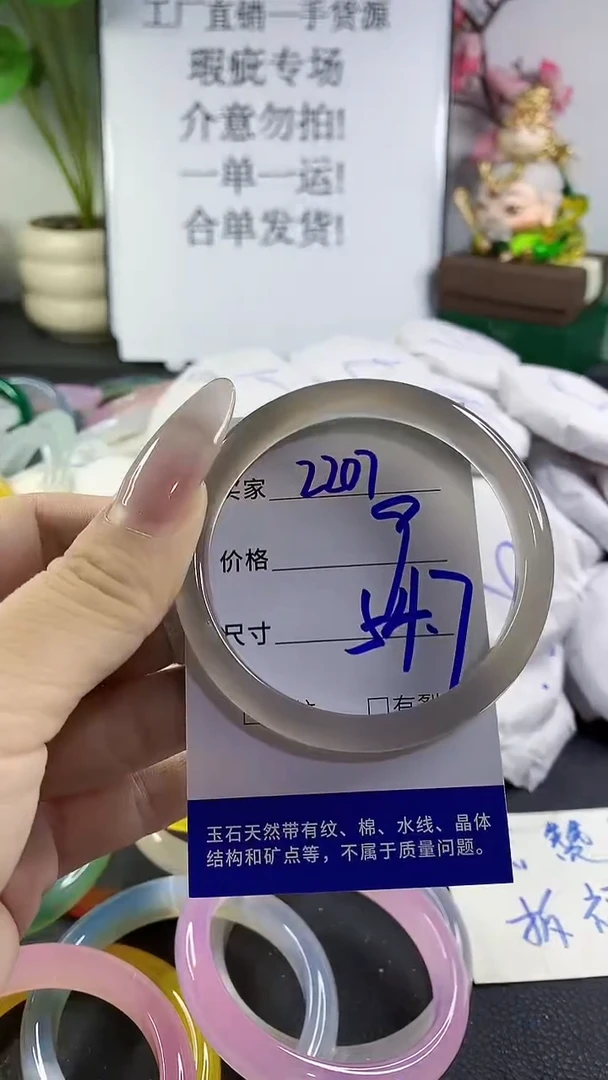 工厂直销一手货源
瑕疵专场
介意勿拍!
一单一运!
合单发货!
买家 2207
价格
尺寸 54.7
有裂
玉石天然带有纹、棉、水线、晶体
结构和矿点等，不属于质量问题。